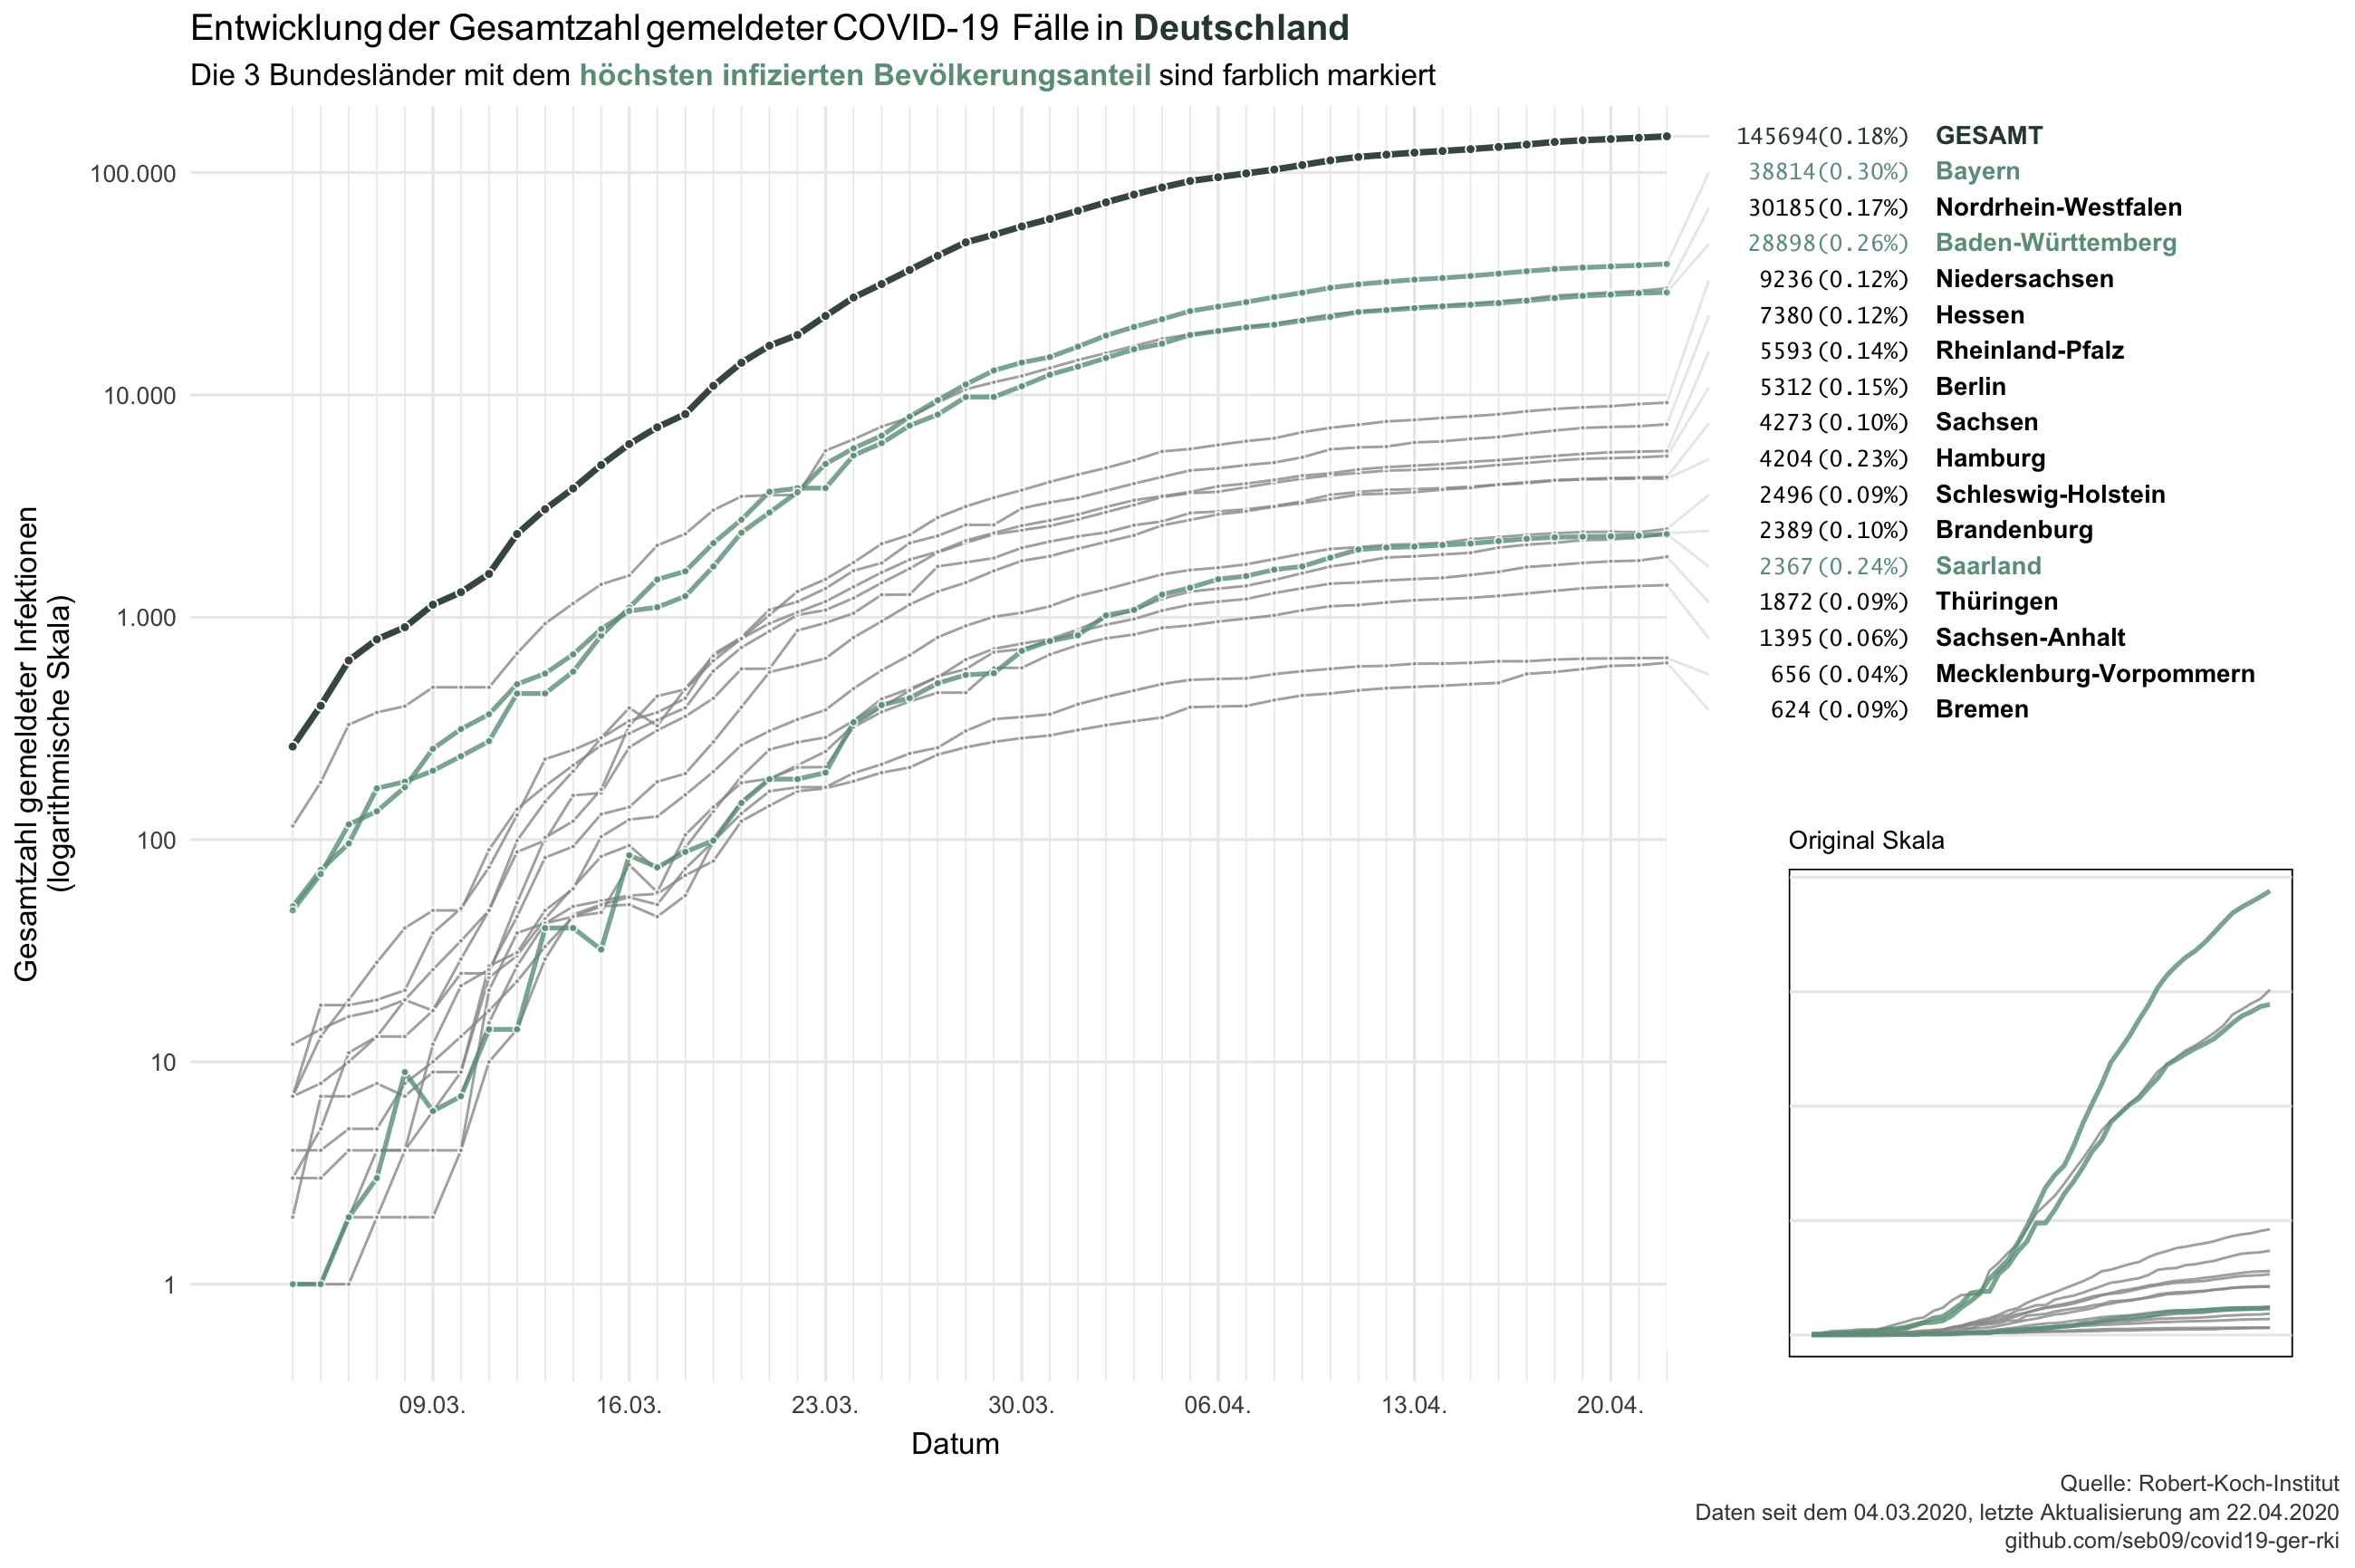 Entwicklung der Gesamtzahl gemeldeter COVID-19 Fälle in Deutschland
Die 3 Bundesländer mit dem höchsten infizierten Bevölkerungsanteil sind farblich markiert
Gesamtzahl gemeldeter Infektionen
(logarithmische Skala)
100.000
10.000
1.000
100
10
1
09.03.
16.03.
23.03.
30.03.
06.04.
13.04.
20.04.
Datum
145694(0.18%) GESAMT
38814(0.30%) Bayern
30185(0.17%) Nordrhein-Westfalen
28898(0.26%) Baden-Württemberg
9236(0.12%) Niedersachsen
7380(0.12%) Hessen
5593(0.14%) Rheinland-Pfalz
5312(0.15%) Berlin
4273(0.10%) Sachsen
4204(0.23%) Hamburg
2496(0.09%) Schleswig-Holstein
2389(0.10%) Brandenburg
2367(0.24%) Saarland
1872(0.09%) Thüringen
1395(0.06%) Sachsen-Anhalt
656(0.04%) Mecklenburg-Vorpommern
624(0.09%) Bremen
Original Skala
Quelle: Robert-Koch-Institut
Daten seit dem 04.03.2020, letzte Aktualisierung am 22.04.2020
github.com/seb09/covid19-ger-rki